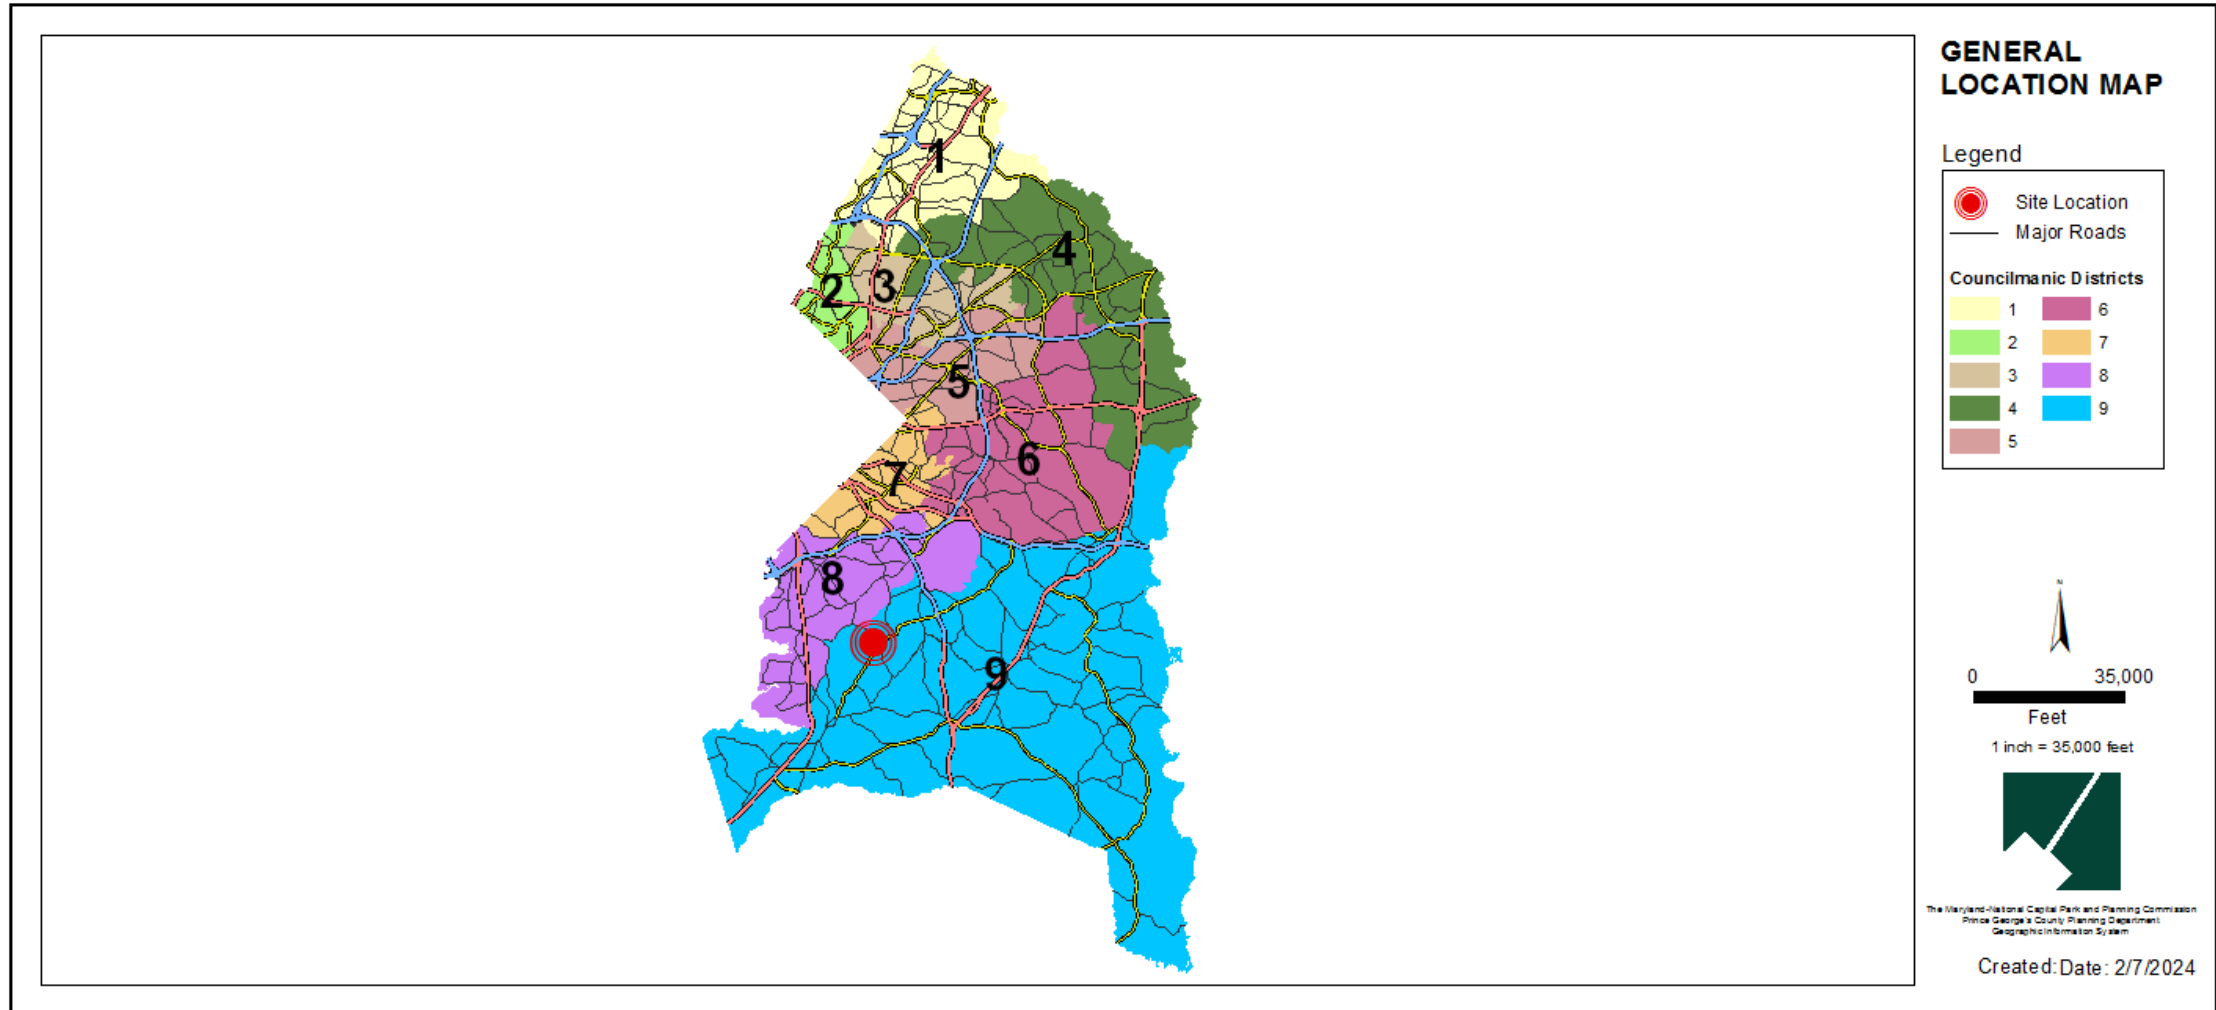 GENERAL
LOCATION MAP
Legend
Site Location
Major Roads
Councilmanic Districts
1
6
2
7
3
8
4
9
5
1
4
2
3
5
6
7
8
9
N
0 35,000
Feet
1 inch = 35,000 feet
The Maryland-National Capital Park and Planning Commission
Prince George's County Planning Department
Geographic Information System
Created: Date: 2/7/2024